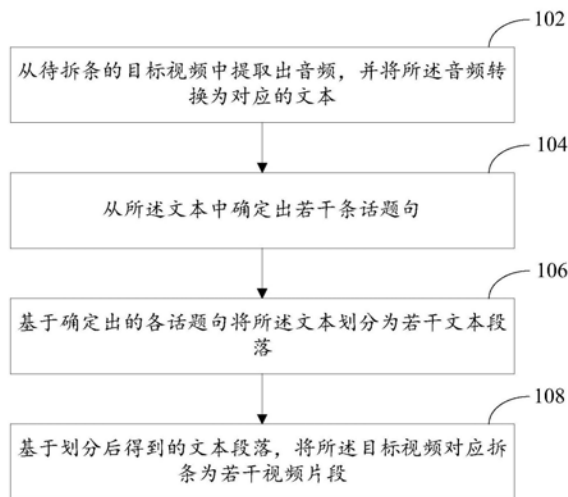 102
从待拆条的目标视频中提取出音频，并将所述音频转
换为对应的文本
104
从所述文本中确定出若干条话题句
106
基于确定出的各话题句将所述文本划分为若干文本段
落
108
基于划分后得到的文本段落，将所述目标视频对应拆
条为若干视频片段